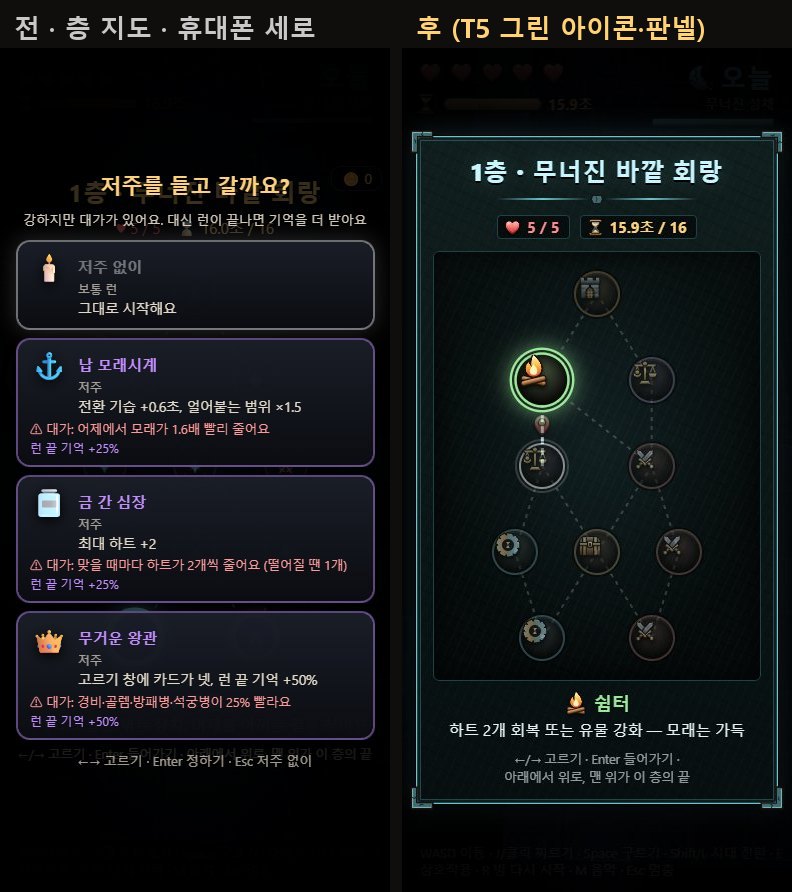 전 · 층 지도 · 휴대폰 세로
저주를 들고 갈까요?
강하지만 대가가 있어요. 대신 런이 끝나면 기억을 더 받아요
저주 없이
보통 런
그대로 시작해요
납 모래시계
저주
전환 기습 +0.6초, 얼어붙는 범위 ×1.5
⚠ 대가: 어제에서 모래가 1.6배 빨리 줄어요
런 끝 기억 +25%
금 간 심장
저주
최대 하트 +2
⚠ 대가: 맞을 때마다 하트가 2개씩 줄어요 (떨어질 땐 1개)
런 끝 기억 +25%
무거운 왕관
저주
고르기 창에 카드가 넷, 런 끝 기억 +50%
⚠ 대가: 경비·골렘·방패병·석궁병이 25% 빨라요
런 끝 기억 +50%
←→ 고르기 · Enter 정하기 · Esc 저주 없이
후 (T5 그린 아이콘·판넬)
오늘
15.9초
1층 · 무너진 바깥 회랑
5 / 5
15.9초 / 16
쉼터
하트 2개 회복 또는 유물 강화 — 모래는 가득
←/→ 고르기 · Enter 들어가기 ·
아래에서 위로, 맨 위가 이 층의 끝